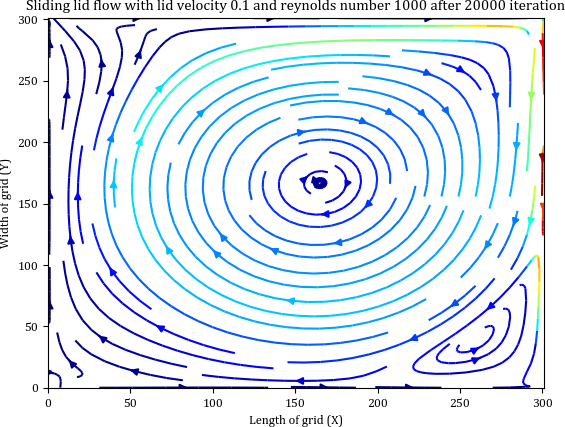 Sliding lid flow with lid velocity 0.1 and reynolds number 1000 after 20000 iteration
300
250
200
150
100
50
0
Width of grid (Y)
0 50 100 150 200 250 300
Length of grid (X)